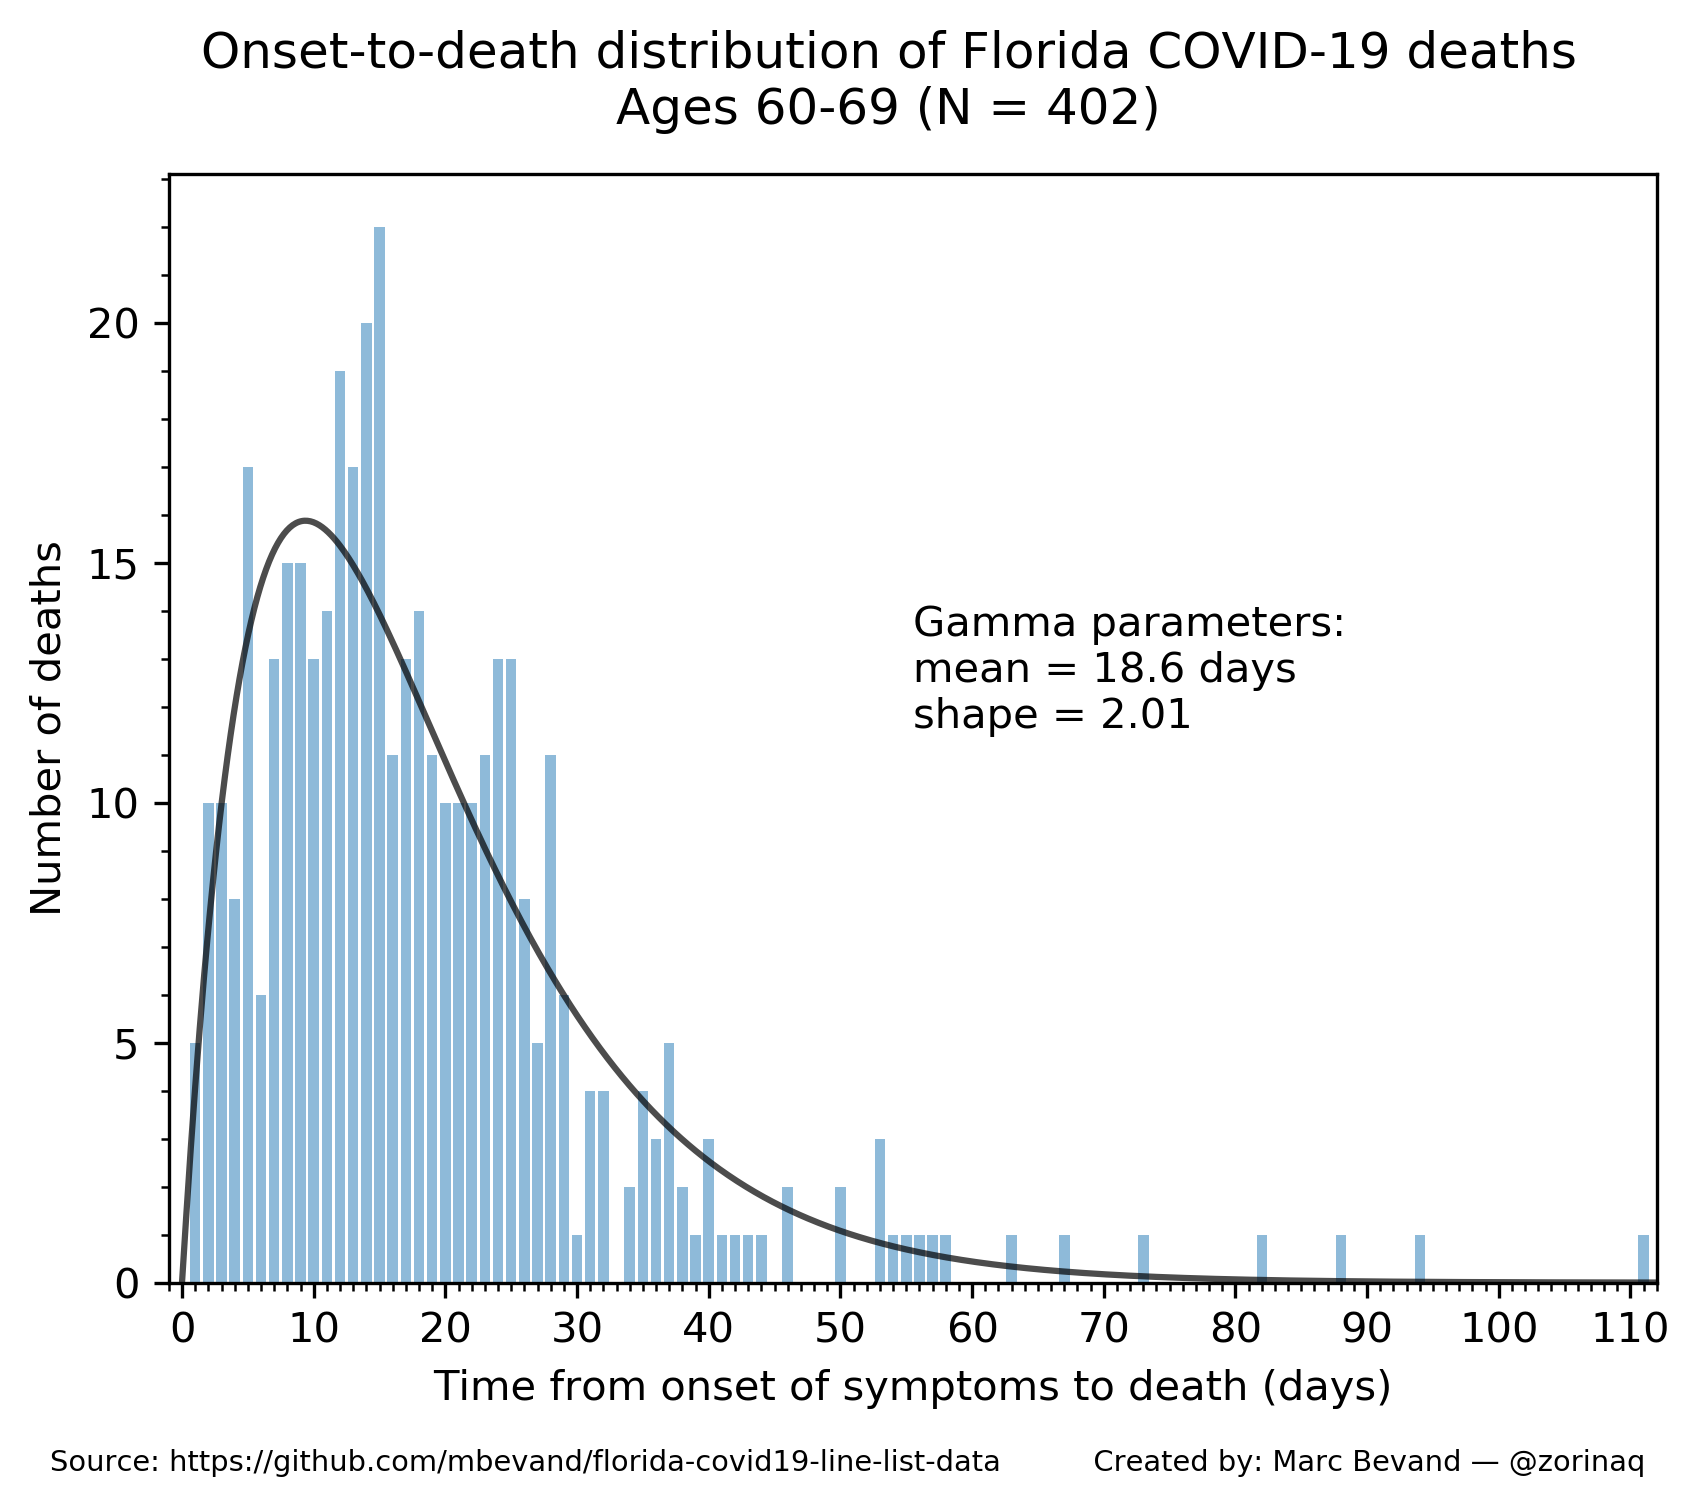 Onset-to-death distribution of Florida COVID-19 deaths
Ages 60-69 (N = 402)
Number of deaths
20
15
10
5
0
Gamma parameters:
mean = 18.6 days
shape = 2.01
0 10 20 30 40 50 60 70 80 90 100 110
Time from onset of symptoms to death (days)
Source: https://github.com/mbevand/florida-covid19-line-list-data
Created by: Marc Bevand — @zorinaq